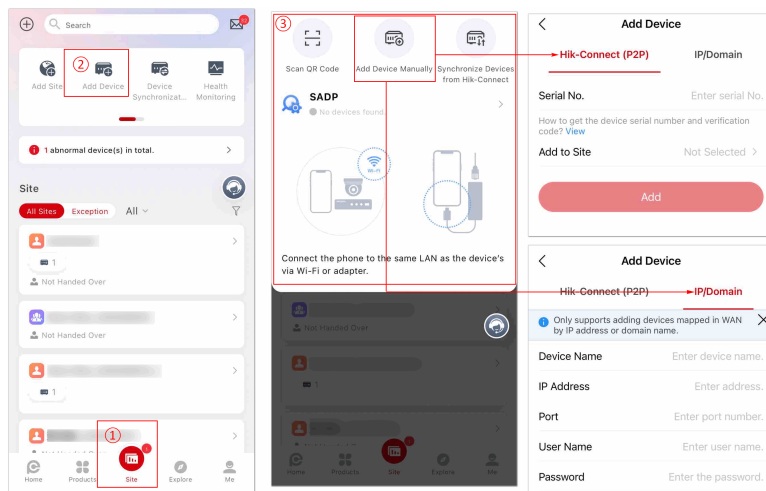 Search
②
Add Site
Add Device
Device
Synchronizat...
Health
Monitoring
1 abnormal device(s) in total.
Site
All Sites
Exception
All
1
Not Handed Over
Not Handed Over
1
①
1
Home
Products
Site
Explore
Me
③
Scan QR Code
Add Device Manually
Synchronize Devices
from Hik-Connect
SADP
No devices found.
Wi-Fi
Connect the phone to the same LAN as the device's
via Wi-Fi or adapter.
Not Handed Over
1
Home
Products
Site
Explore
Me
Add Device
Hik-Connect (P2P)
IP/Domain
Serial No.
Enter serial No.
How to get the device serial number and verification
code? View
Add to Site
Not Selected
Add
Add Device
Hik-Connect (P2P)
IP/Domain
Only supports adding devices mapped in WAN
by IP address or domain name.
Device Name
Enter device name.
IP Address
Enter address.
Port
Enter port number.
User Name
Enter user name.
Password
Enter the password.